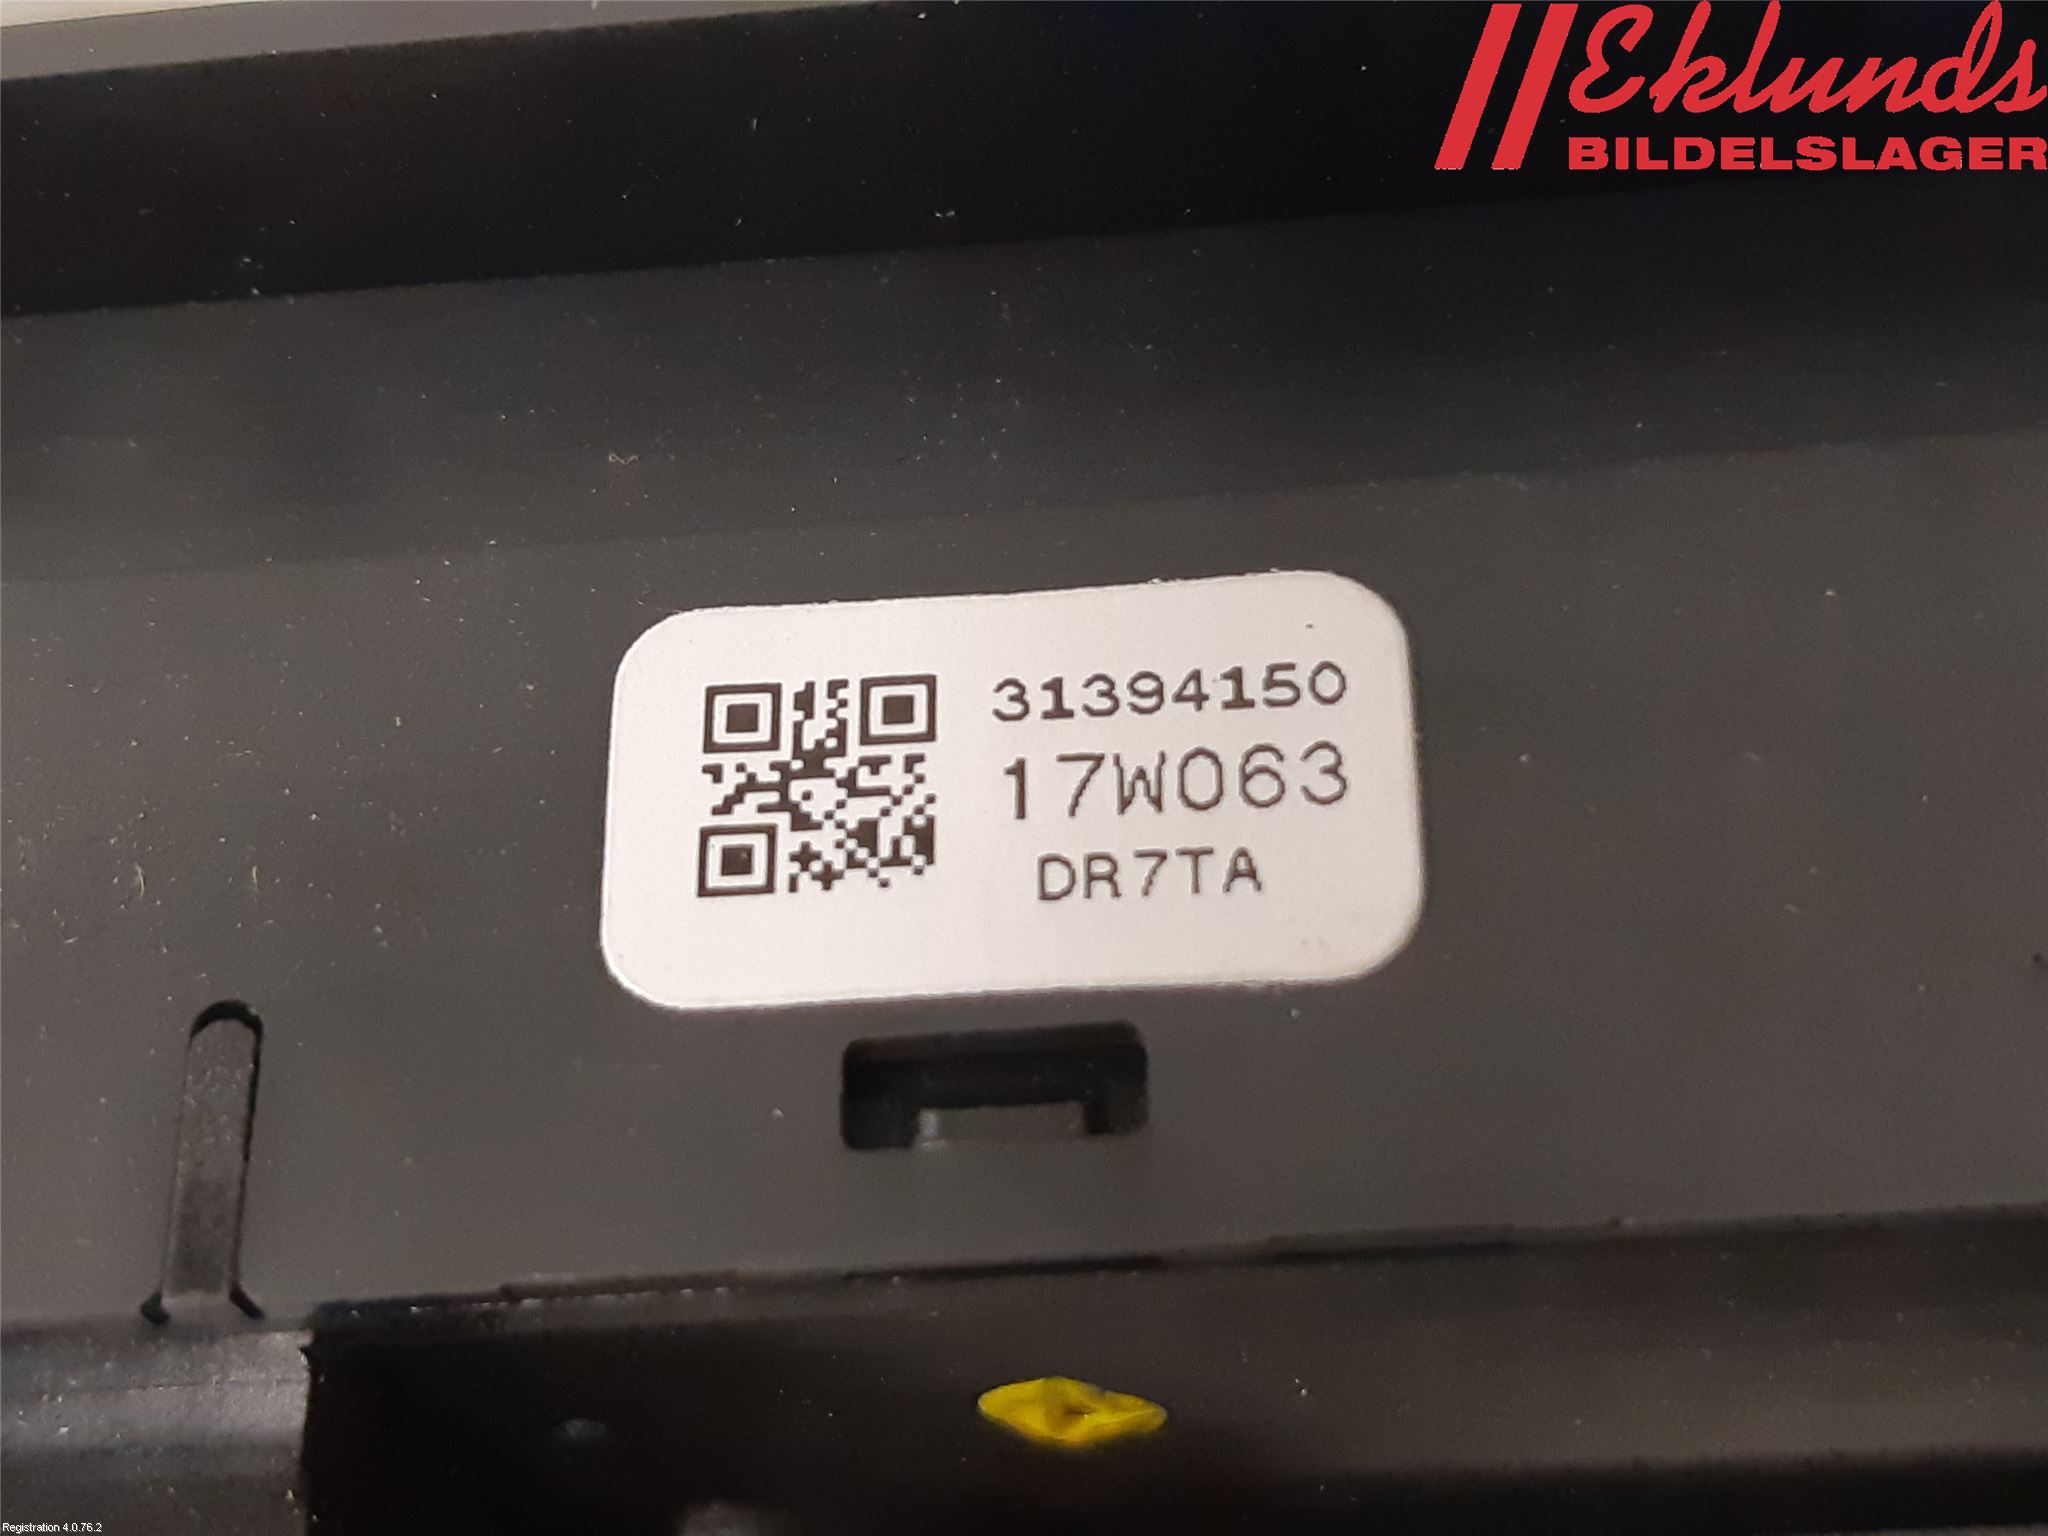 Eklunds
BILDELSLAGER
31394150
17W063
DR7TA
Registration 4.0.76.2